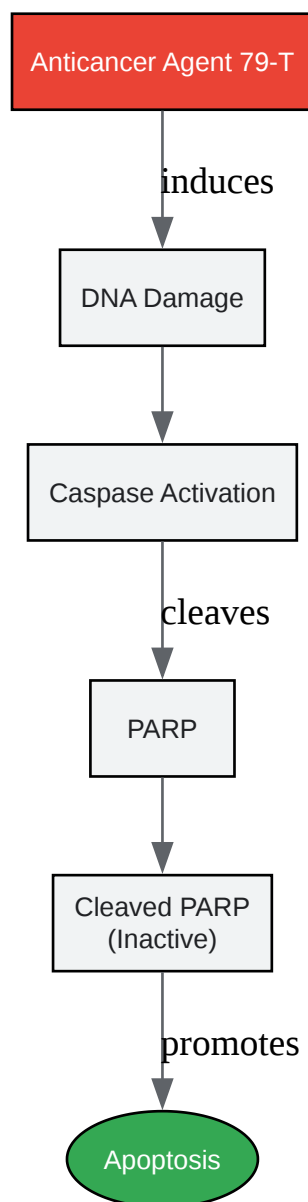 Anticancer Agent 79-T
induces
DNA Damage
Caspase Activation
cleaves
PARP
Cleaved PARP
(Inactive)
promotes
Apoptosis